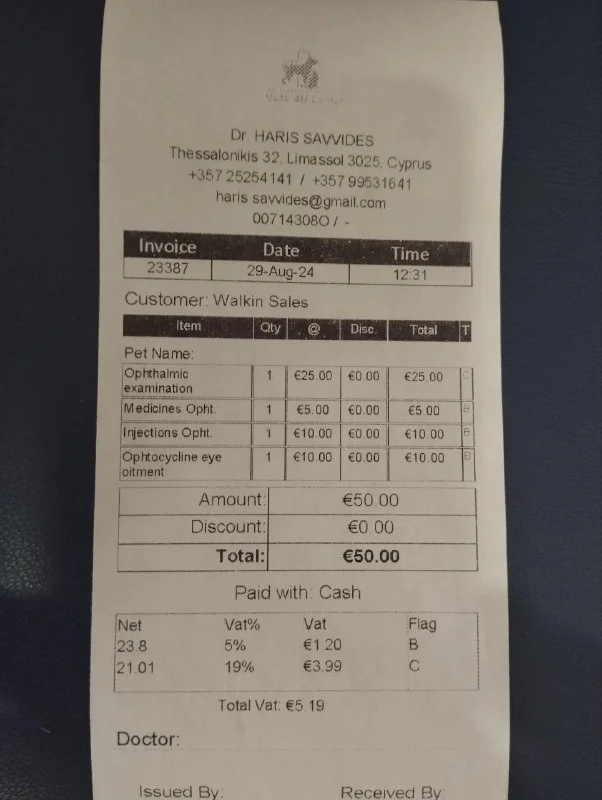 Dr. HARIS SAVVIDES
Thessalonikis 32, Limassol 3025, Cyprus
+357 25254141 / +357 99531641
haris savvides@gmail.com
00714308O / -
Invoice Date Time
23387 29-Aug-24 12:31
Customer: Walkin Sales
Item Qty @ Disc. Total T
Pet Name:
Ophthalmic 1 €25.00 €0.00 €25.00 C
examination
Medicines Opht. 1 €5.00 €0.00 €5.00 B
Injections Opht. 1 €10.00 €0.00 €10.00 B
Ophtocycline eye 1 €10.00 €0.00 €10.00 B
oitment
Amount: €50.00
Discount: €0.00
Total: €50.00
Paid with: Cash
Net Vat% Vat Flag
23.8 5% €1.20 B
21.01 19% €3.99 C
Total Vat: €5.19
Doctor:
Issued By: Received By: